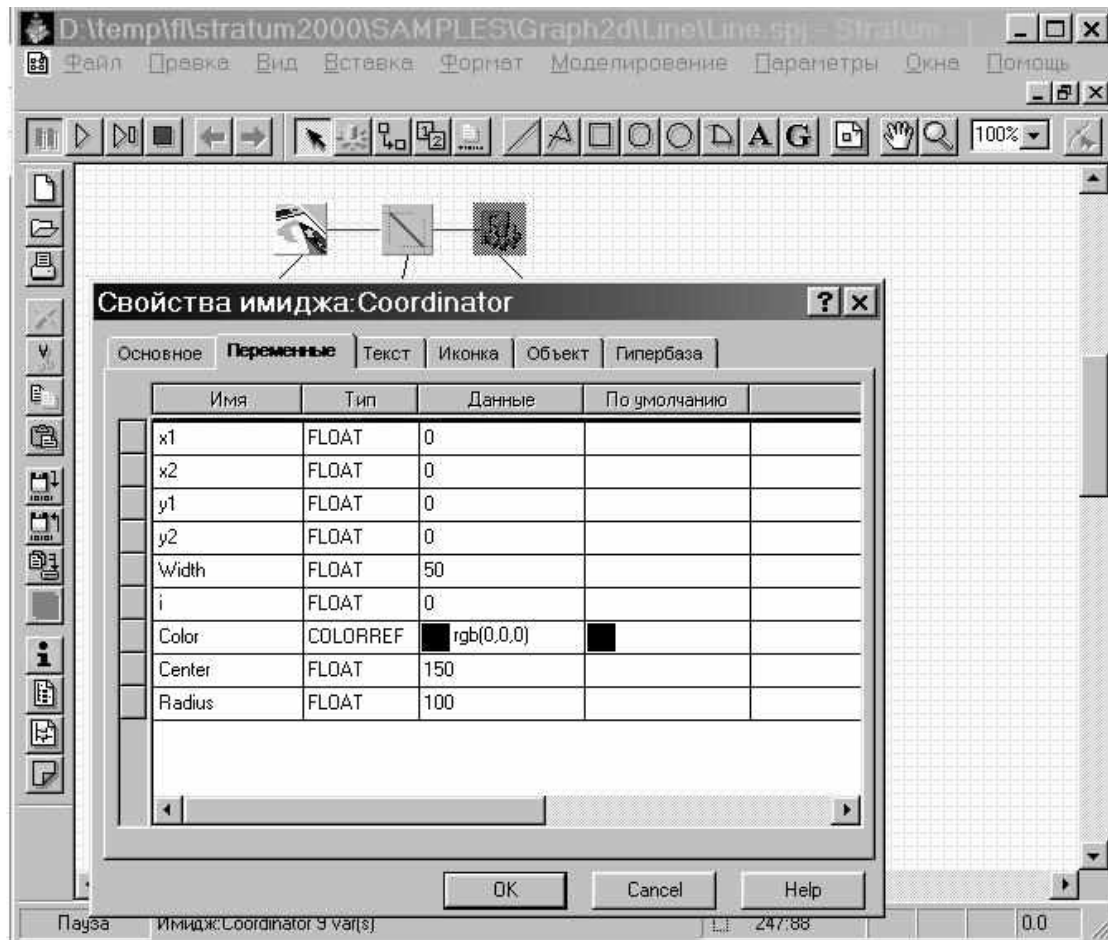 D:\temp\fl\stratum2000\SAMPLES\Graph2d\Line\Line.spj - Stratum - [
Файл Правка Вид Вставка Формат Моделирование Параметры Окна Помощь
A G 100%
Свойства имиджа:Coordinator
Основное Переменные Текст Иконка Объект Гипербаза
Имя Тип Данные По умолчанию
x1 FLOAT 0
x2 FLOAT 0
y1 FLOAT 0
y2 FLOAT 0
Width FLOAT 50
i FLOAT 0
Color COLORREF rgb(0,0,0)
Center FLOAT 150
Radius FLOAT 100
OK Cancel Help
Пауза Имидж:Coordinator 9 var(s) 247:88 0.0